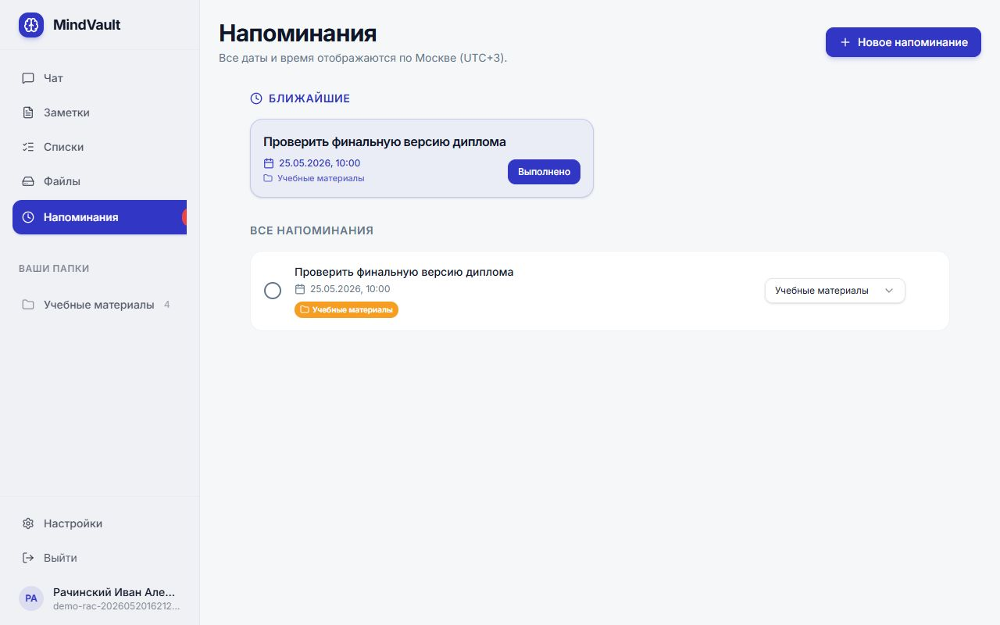 MindVault
Чат
Заметки
Списки
Файлы
Напоминания
ВАШИ ПАПКИ
Учебные материалы 4
Настройки
Выйти
РА
Рачинский Иван Але...
demo-rac-2026052016212...
Напоминания
Все даты и время отображаются по Москве (UTC+3).
Новое напоминание
БЛИЖАЙШИЕ
Проверить финальную версию диплома
25.05.2026, 10:00
Учебные материалы
Выполнено
ВСЕ НАПОМИНАНИЯ
Проверить финальную версию диплома
25.05.2026, 10:00
Учебные материалы
Учебные материалы